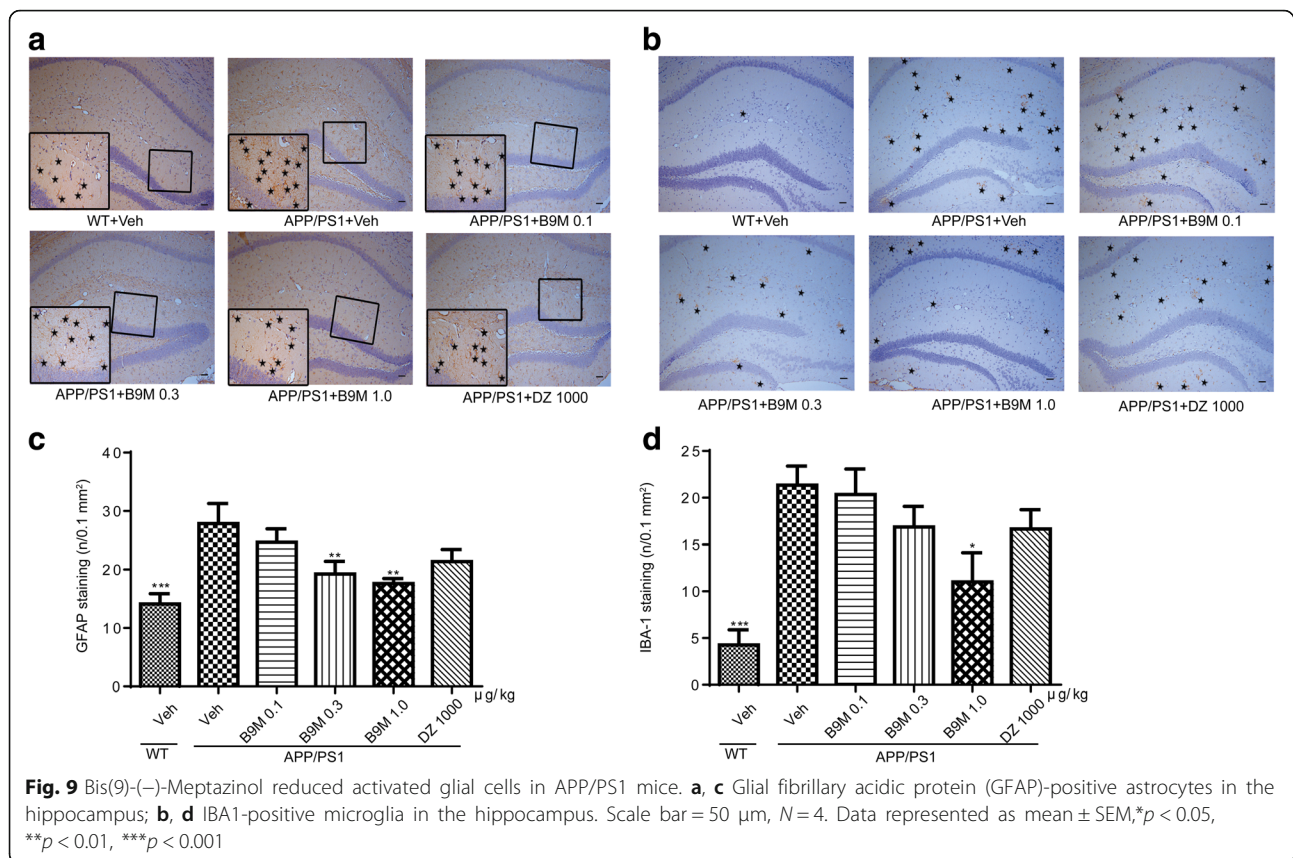 a
b
WT+Veh
APP/PS1+Veh
APP/PS1+B9M 0.1
WT+Veh
APP/PS1+Veh
APP/PS1+B9M 0.1
APP/PS1+B9M 0.3
APP/PS1+B9M 1.0
APP/PS1+DZ 1000
APP/PS1+B9M 0.3
APP/PS1+B9M 1.0
APP/PS1+DZ 1000
c
GFAP staining (n/0.1 mm²)
40
30
20
10
0
***
**
**
Veh
Veh
B9M 0.1
B9M 0.3
B9M 1.0
DZ 1000
μg/kg
WT
APP/PS1
d
IBA-1 staining (n/0.1 mm²)
25
20
15
10
5
0
***
*
Veh
Veh
B9M 0.1
B9M 0.3
B9M 1.0
DZ 1000
μg/kg
WT
APP/PS1
Fig. 9 Bis(9)-(−)-Meptazinol reduced activated glial cells in APP/PS1 mice. a, c Glial fibrillary acidic protein (GFAP)-positive astrocytes in the
hippocampus; b, d IBA1-positive microglia in the hippocampus. Scale bar = 50 μm, N = 4. Data represented as mean ± SEM,*p < 0.05,
**p < 0.01, ***p < 0.001